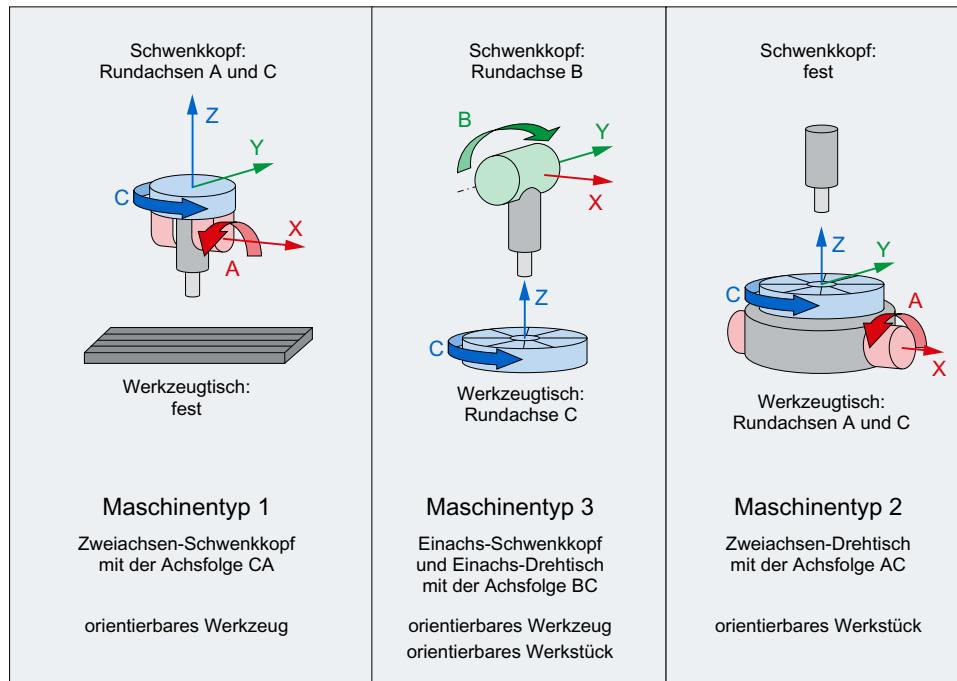 Schwenkkopf:
Rundachsen A und C
Z
Y
C
X
A
Werkzeugtisch:
fest
Maschinentyp 1
Zweiachsen-Schwenkkopf
mit der Achsfolge CA
orientierbares Werkzeug
Schwenkkopf:
Rundachse B
B
Y
X
Z
C
Werkzeugtisch:
Rundachse C
Maschinentyp 3
Einachs-Schwenkkopf
und Einachs-Drehtisch
mit der Achsfolge BC
orientierbares Werkzeug
orientierbares Werkstück
Schwenkkopf:
fest
Z
Y
C
A
X
Werkzeugtisch:
Rundachsen A und C
Maschinentyp 2
Zweiachsen-Drehtisch
mit der Achsfolge AC
orientierbares Werkstück